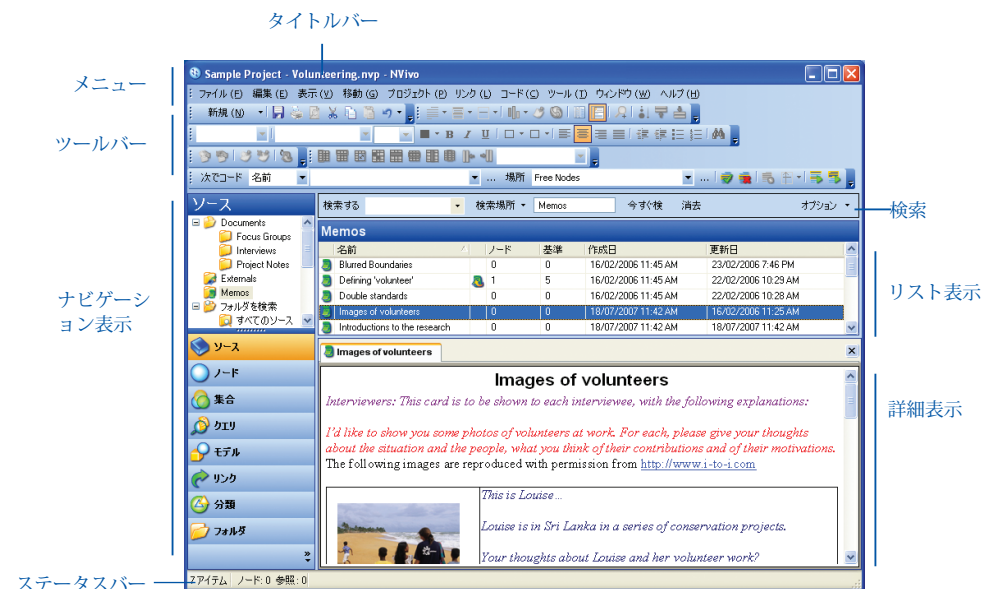 タイトルバー
メニュー
ツールバー
ナビゲーシ
ョン表示
ステータスバー
検索
リスト表示
詳細表示
Sample Project - Volunteering.nvp - NVivo
ファイル (F) 編集 (E) 表示 (V) 移動 (G) プロジェクト (P) リンク (L) コード (C) ツール (T) ウィンドウ (W) ヘルプ (H)
新規 (N)
B I U
次でコード 名前 ... 場所 Free Nodes ...
ソース
Documents
Focus Groups
Interviews
Project Notes
Externals
Memos
フォルダを検索
すべてのソース
ソース
ノード
集合
クエリ
モデル
リンク
分類
フォルダ
»
検索する 検索場所 Memos 今すぐ検 消去 オプション
Memos
名前 ノード 基準 作成日 更新日
Blurred Boundaries 0 0 16/02/2006 11:45 AM 23/02/2006 7:46 PM
Defining 'volunteer' 1 5 16/02/2006 11:45 AM 22/02/2006 10:29 AM
Double standards 0 0 16/02/2006 11:45 AM 22/02/2006 10:28 AM
Images of volunteers 0 0 18/07/2007 11:42 AM 16/02/2006 11:25 AM
Introductions to the research 0 0 18/07/2007 11:42 AM 18/07/2007 11:42 AM
Images of volunteers
Images of volunteers
Interviewers: This card is to be shown to each interviewee, with the following explanations:
I'd like to show you some photos of volunteers at work. For each, please give your thoughts
about the situation and the people, what you think of their contributions and of their motivations.
The following images are reproduced with permission from http://www.i-to-i.com
This is Louise...
Louise is in Sri Lanka in a series of conservation projects.
Your thoughts about Louise and her volunteer work?
7 アイテム ノード: 0 参照: 0